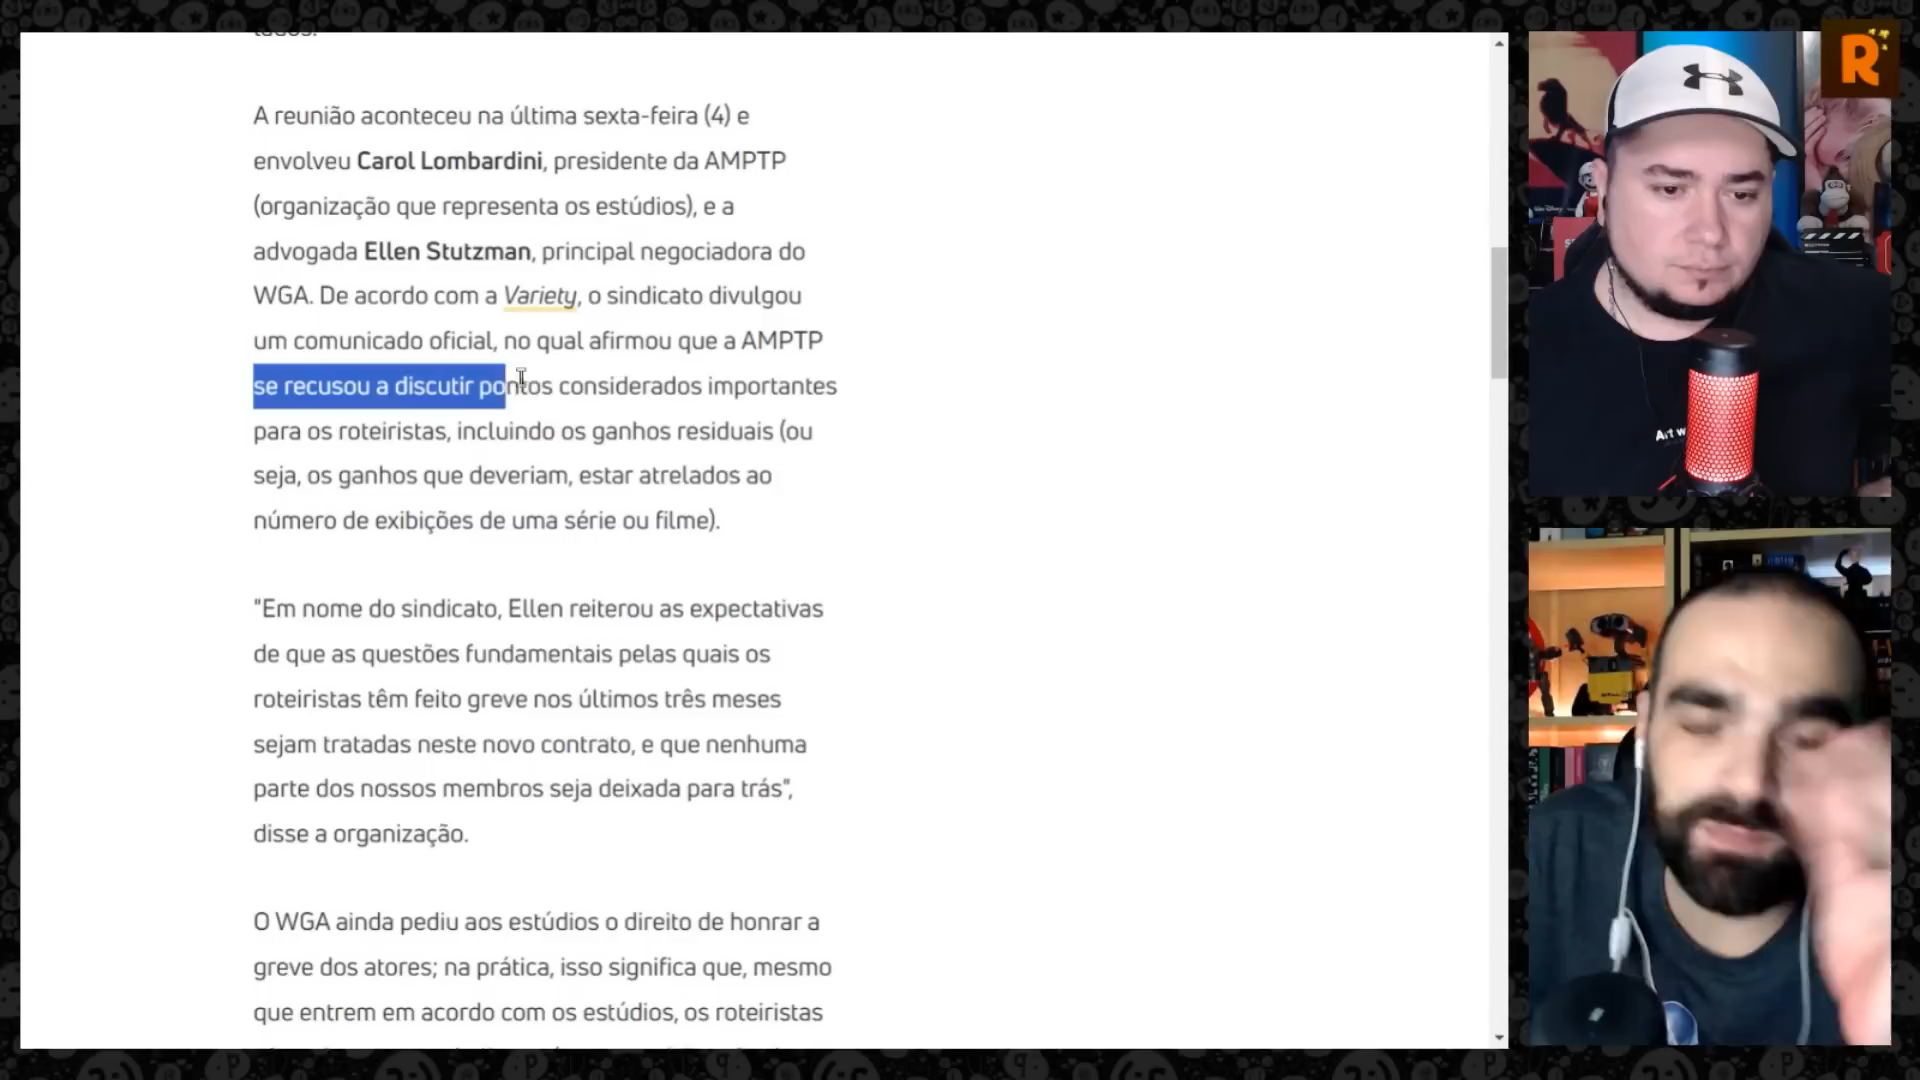 lados.
A reunião aconteceu na última sexta-feira (4) e
envolveu Carol Lombardini, presidente da AMPTP
(organização que representa os estúdios), e a
advogada Ellen Stutzman, principal negociadora do
WGA. De acordo com a Variety, o sindicato divulgou
um comunicado oficial, no qual afirmou que a AMPTP
se recusou a discutir pontos considerados importantes
para os roteiristas, incluindo os ganhos residuais (ou
seja, os ganhos que deveriam, estar atrelados ao
número de exibições de uma série ou filme).
"Em nome do sindicato, Ellen reiterou as expectativas
de que as questões fundamentais pelas quais os
roteiristas têm feito greve nos últimos três meses
sejam tratadas neste novo contrato, e que nenhuma
parte dos nossos membros seja deixada para trás",
disse a organização.
O WGA ainda pediu aos estúdios o direito de honrar a
greve dos atores; na prática, isso significa que, mesmo
que entrem em acordo com os estúdios, os roteiristas
R
Art